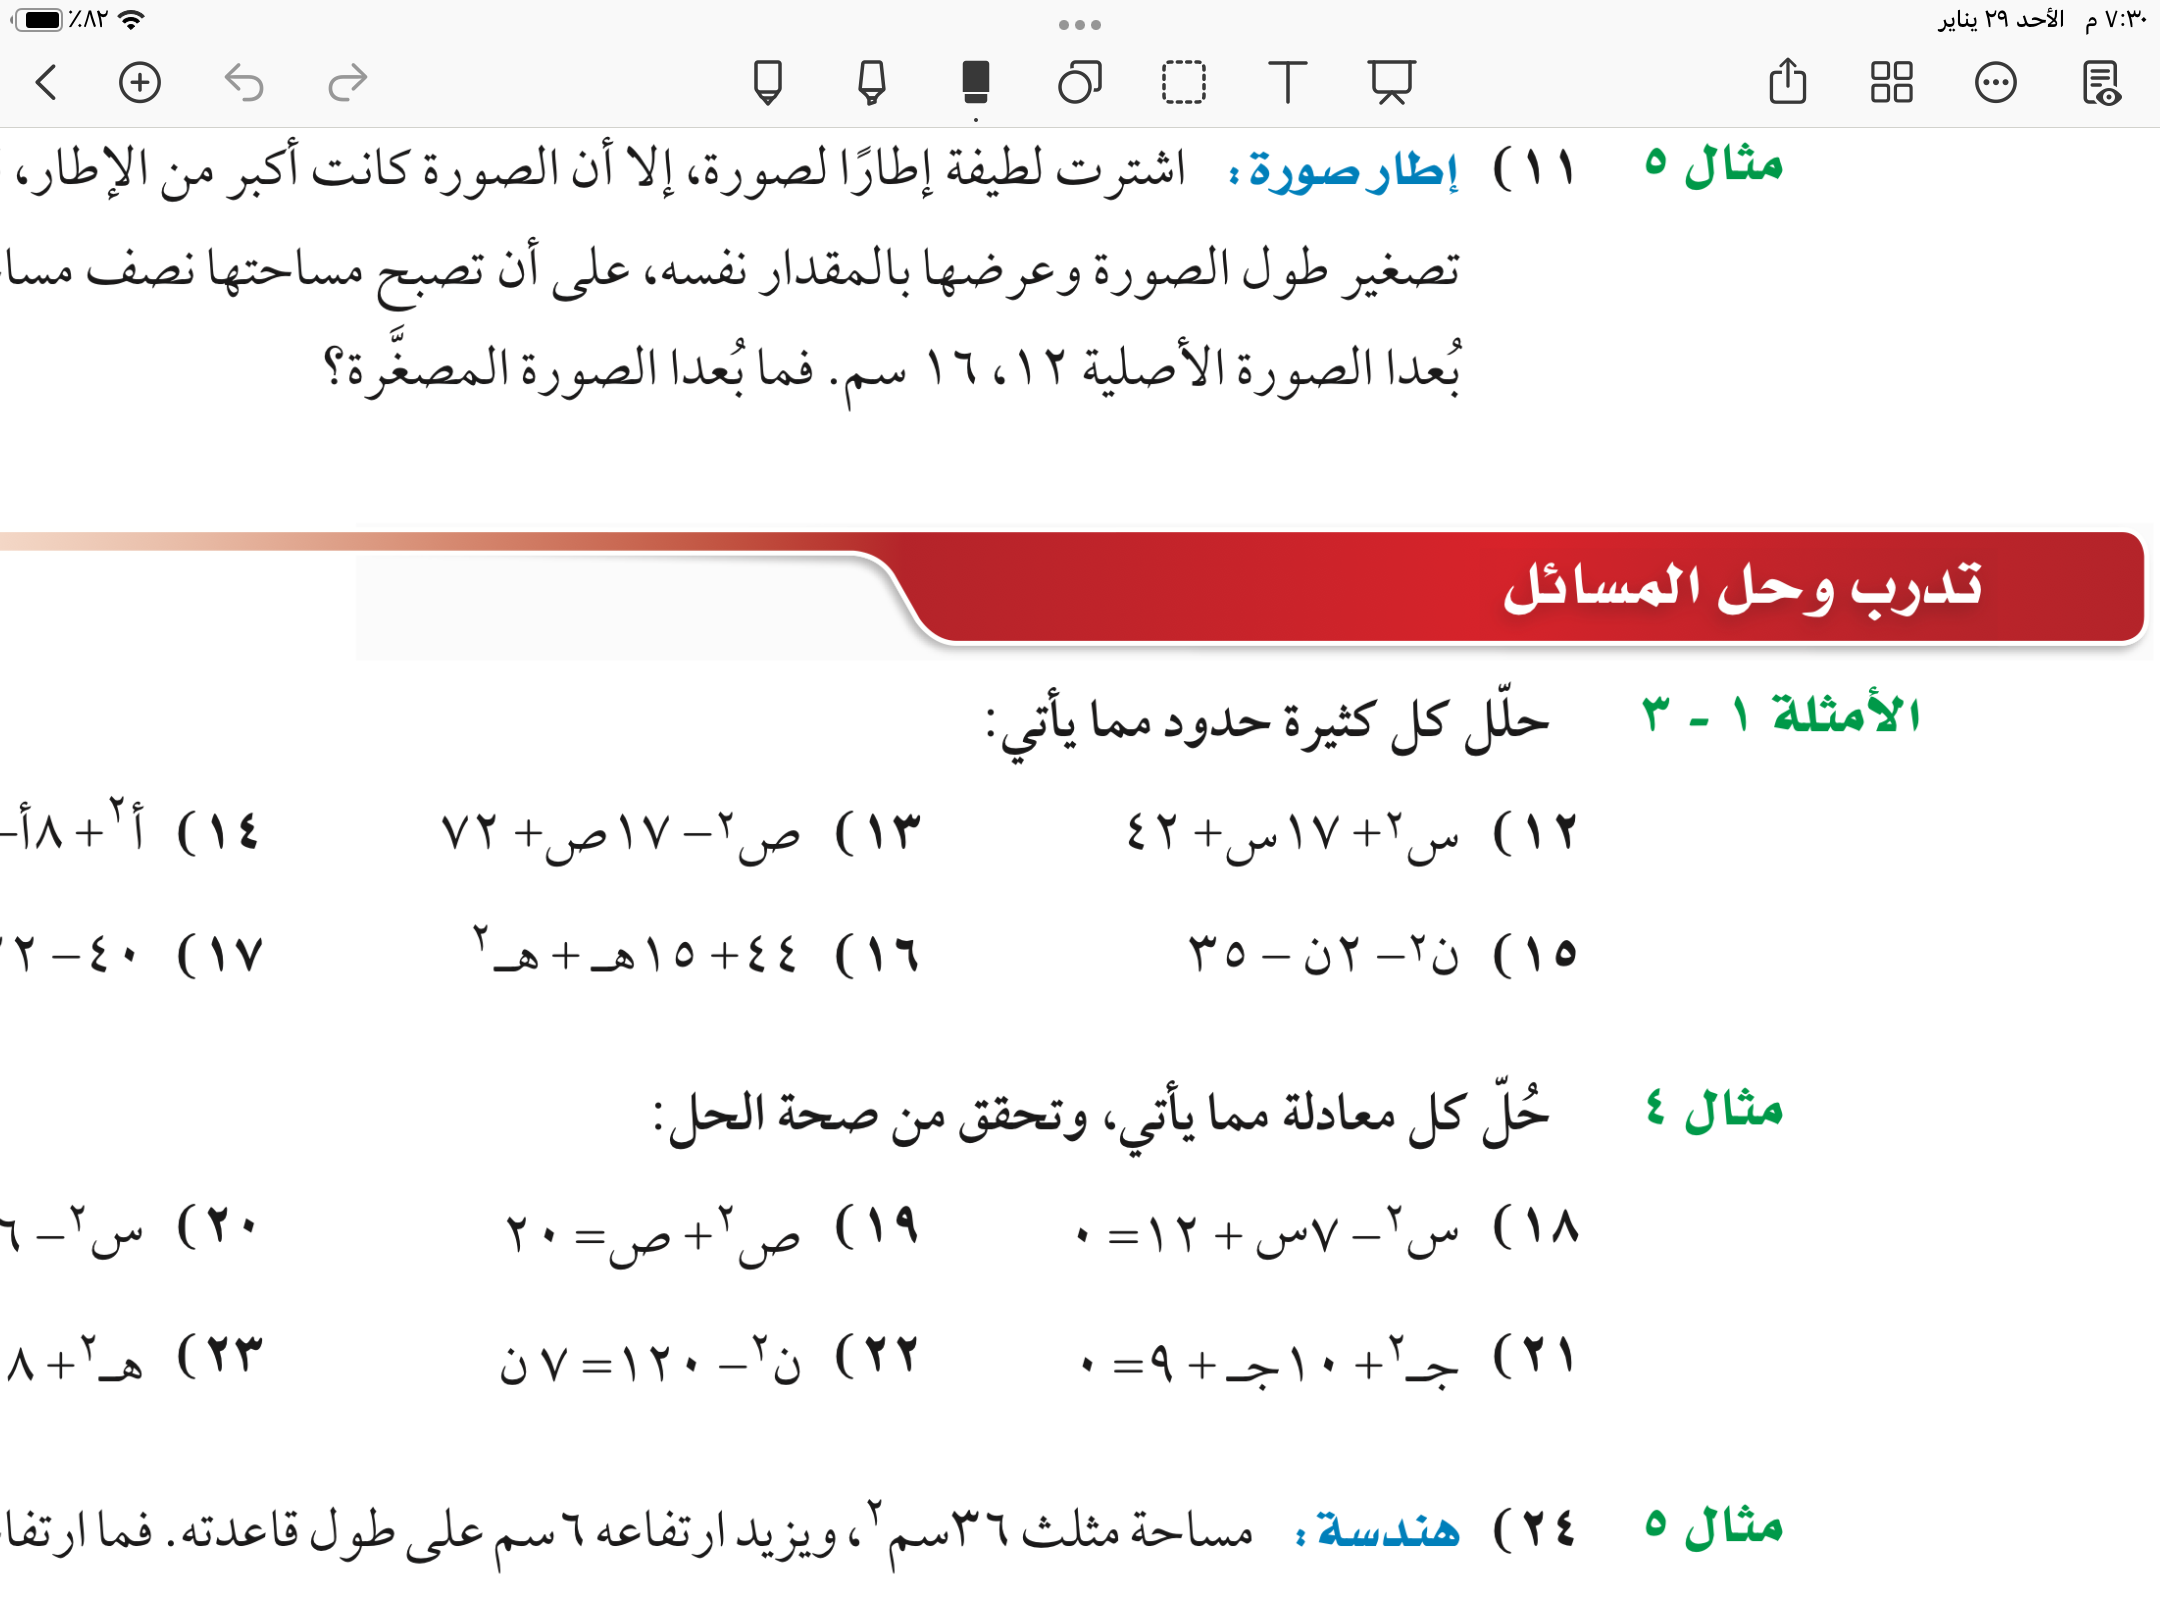 ٧:٣٠ م الأحد ٢٩ يناير
٪٨٢
مثال ٥ ١١) إطار صورة: اشترت لطيفة إطارًا لصورة، إلا أن الصورة كانت أكبر من الإطار،
تصغير طول الصورة وعرضها بالمقدار نفسه، على أن تصبح مساحتها نصف
بُعدا الصورة الأصلية ١٢، ١٦ سم. فما بُعدا الصورة المصغَّرة؟
تدرب وحل المسائل
الأمثلة ١ - ٣ حلّل كل كثيرة حدود مما يأتي:
١٢) س٢ + ١٧س + ٤٢ ١٣) ص٢ – ١٧ص + ٧٢ ١٤) أ٢ + ٨أ –
١٥) ن٢ – ٢ن – ٣٥ ١٦) ٤٤ + ١٥هـ + هـ٢ ١٧) ٤٠ –
مثال ٤ حُلّ كل معادلة مما يأتي، وتحقق من صحة الحل:
١٨) س٢ – ٧س + ١٢ = ٠ ١٩) ص٢ + ص = ٢٠ ٢٠) س٢ – ٦
٢١) جـ٢ + ١٠جـ + ٩ = ٠ ٢٢) ن٢ – ١٢٠ = ٧ن ٢٣) هـ٢ + ٨
مثال ٥ ٢٤) هندسة: مساحة مثلث ٣٦سم٢، ويزيد ارتفاعه ٦سم على طول قاعدته. فما